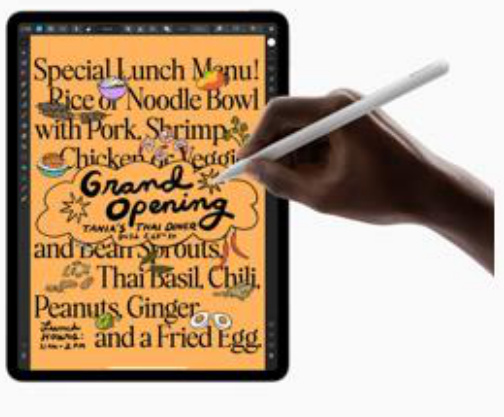 Special Lunch Menu!
Rice or Noodle Bowl
with Pork, Shrimp,
Chicken or Veggi
Grand
Opening
TANIA'S THAI DINER
and Bean Sprouts,
Thai Basil, Chili,
Peanuts, Ginger
and a Fried Egg.
Lunch
Hours: